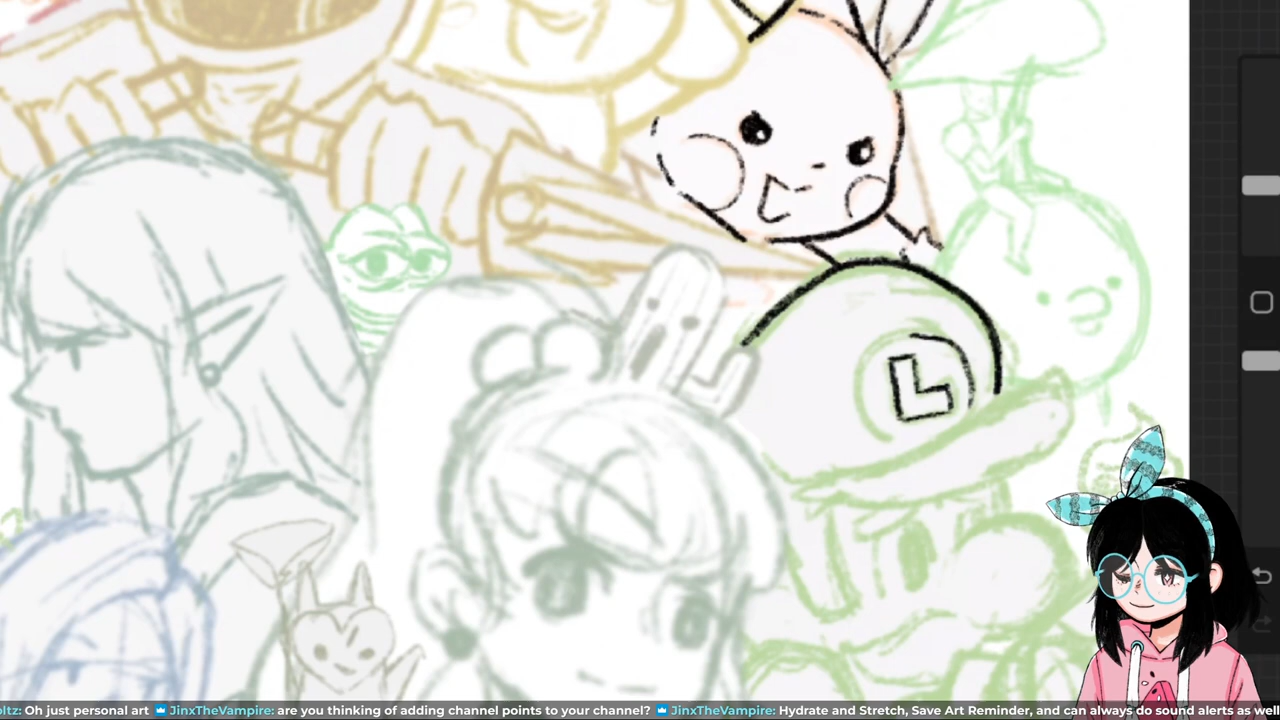 L
oltz: Oh just personal art JinxTheVampire: are you thinking of adding channel points to your channel? JinxTheVampire: Hydrate and Stretch, Save Art Reminder, and can always do sound alerts as well